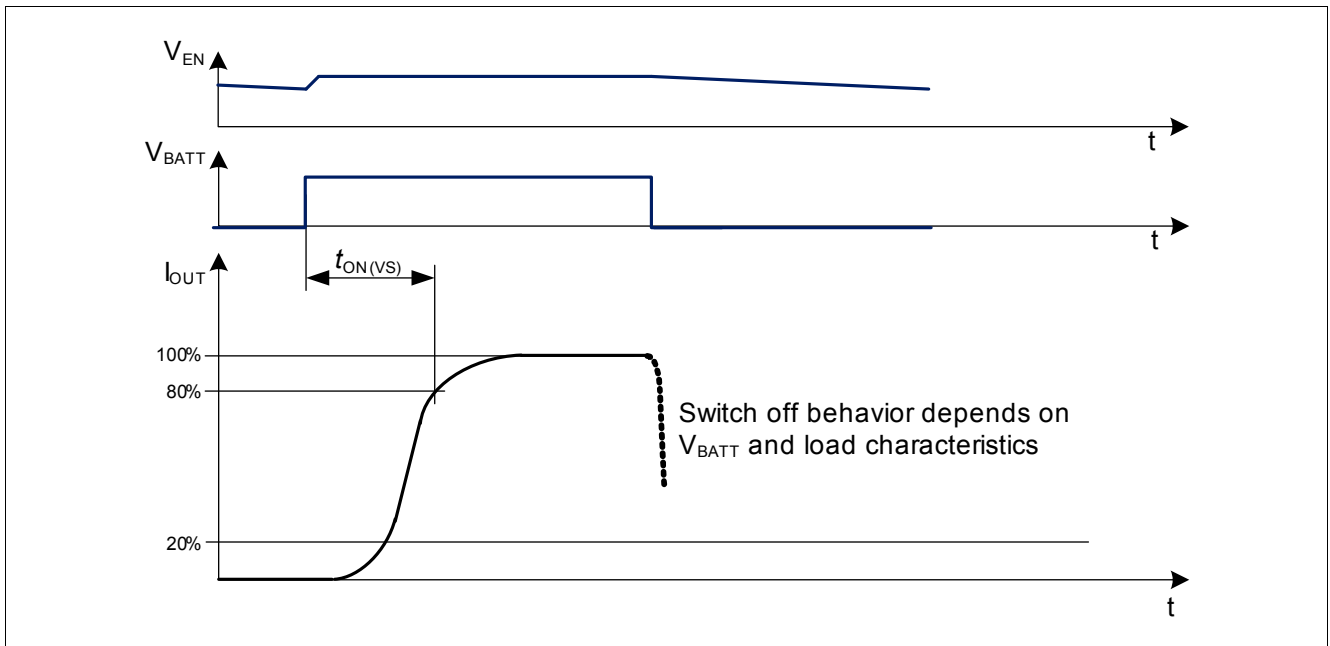 VEN
t
VBATT
t
tON(VS)
IOUT
100%
80%
Switch off behavior depends on
VBATT and load characteristics
20%
t